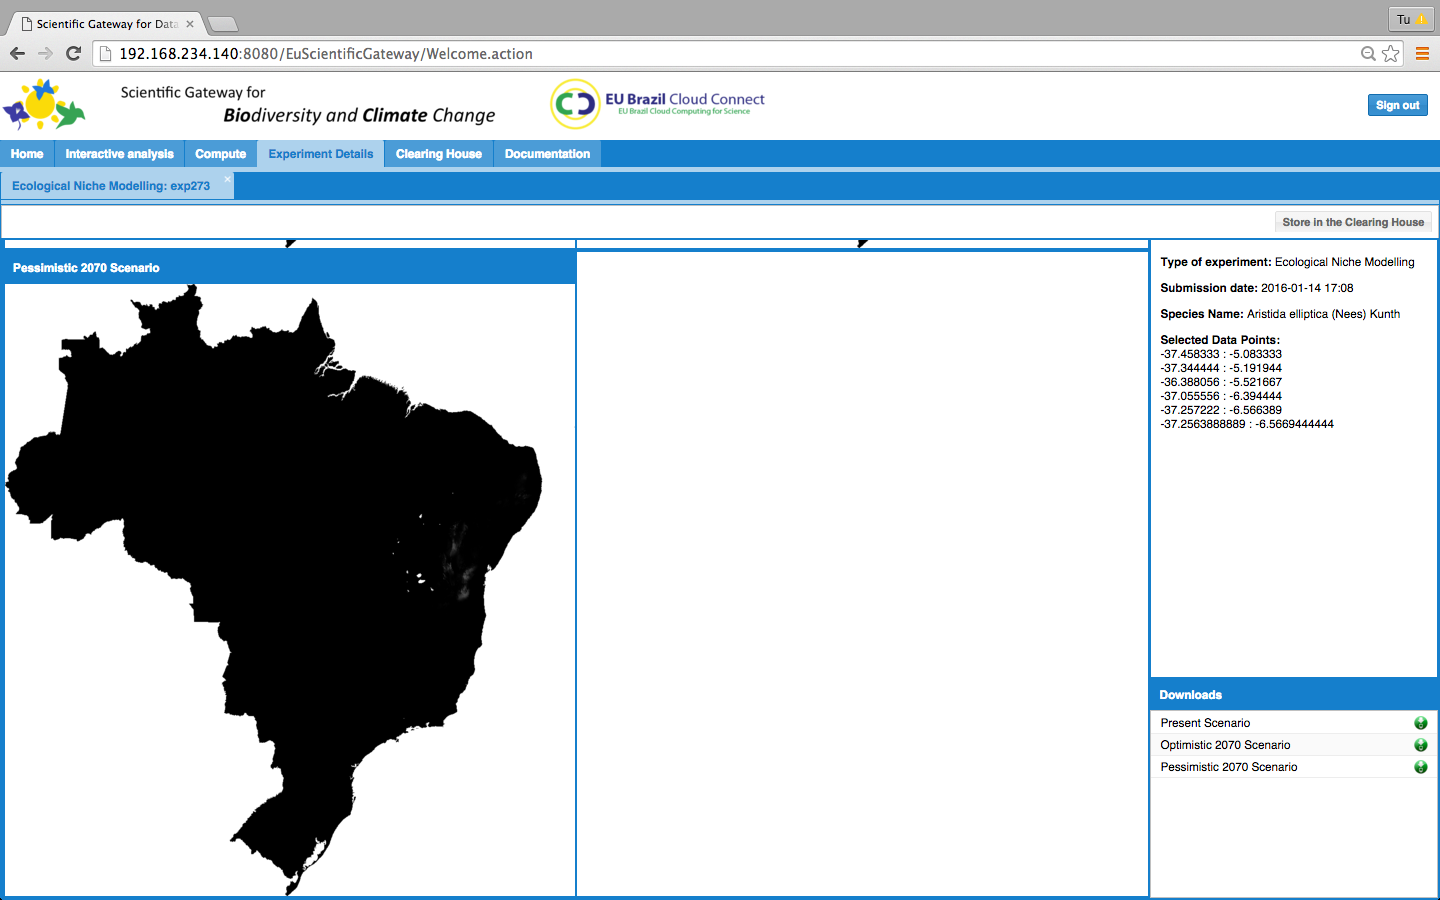 Scientific Gateway for Data
Tu
192.168.234.140:8080/EuScientificGateway/Welcome.action
Scientific Gateway for
Biodiversity and Climate Change
EU Brazil Cloud Connect
EU Brazil Cloud Computing for Science
Sign out
Home
Interactive analysis
Compute
Experiment Details
Clearing House
Documentation
Ecological Niche Modelling: exp273
Store in the Clearing House
Pessimistic 2070 Scenario
Type of experiment: Ecological Niche Modelling
Submission date: 2016-01-14 17:08
Species Name: Aristida elliptica (Nees) Kunth
Selected Data Points:
-37.458333 : -5.083333
-37.344444 : -5.191944
-36.388056 : -5.521667
-37.055556 : -6.394444
-37.257222 : -6.566389
-37.2563888889 : -6.5669444444
Downloads
Present Scenario
Optimistic 2070 Scenario
Pessimistic 2070 Scenario